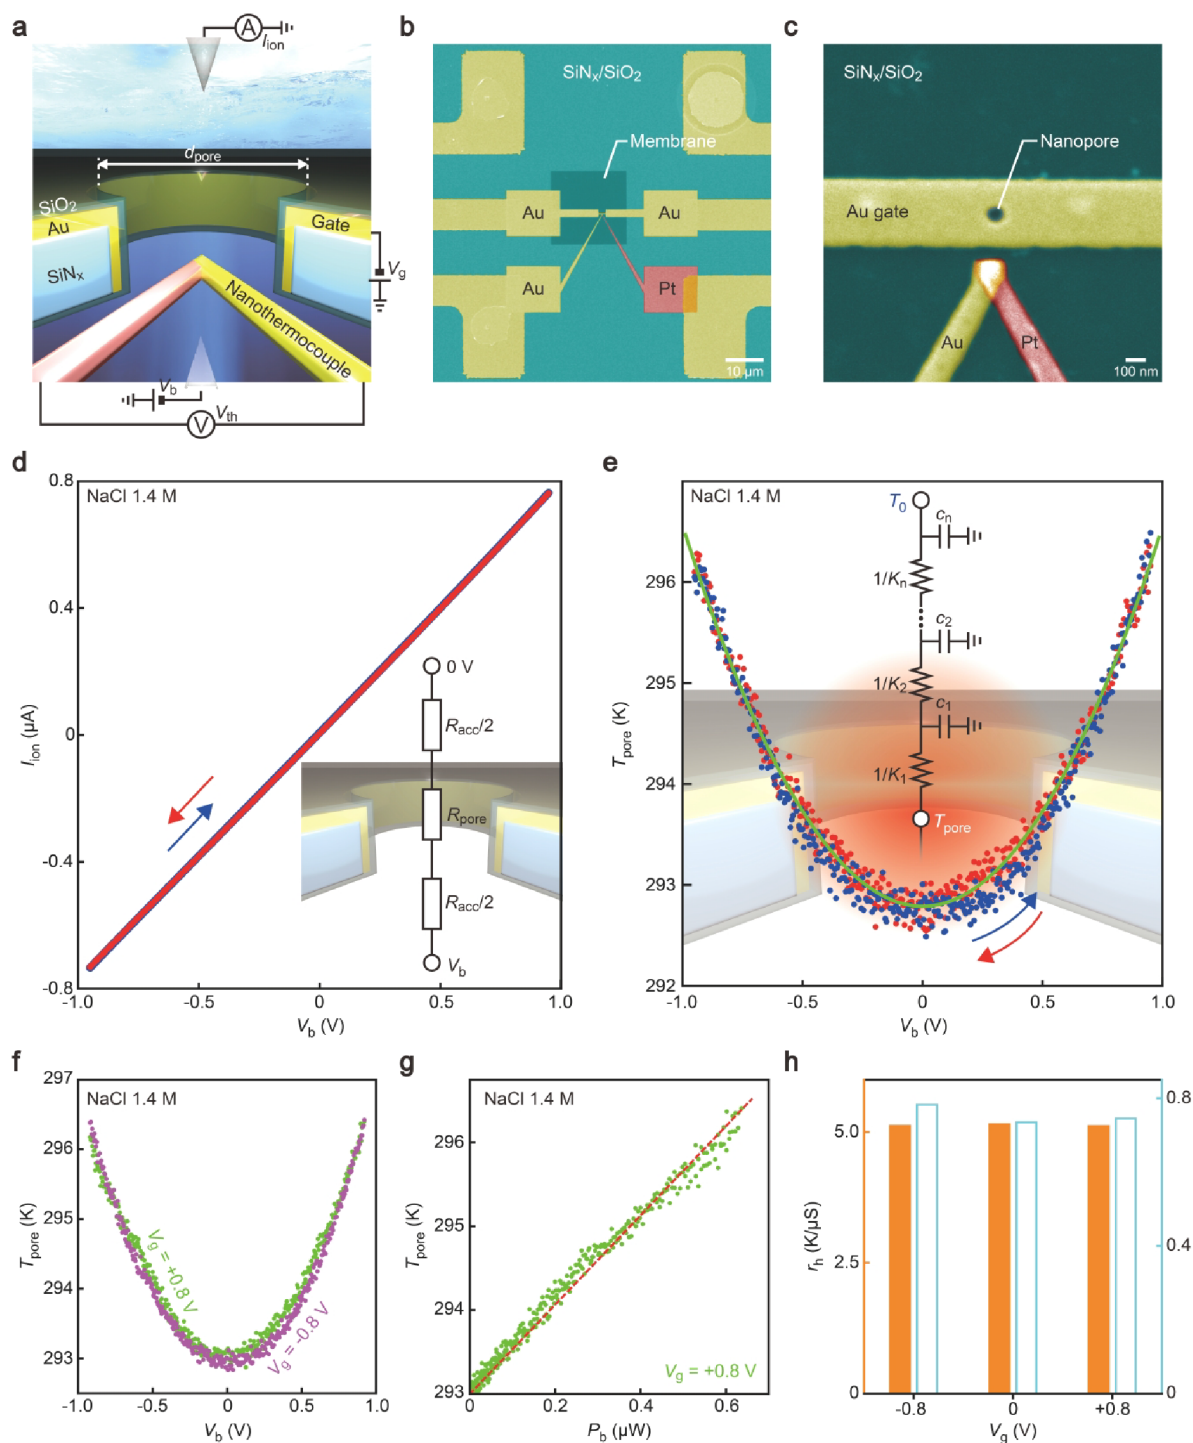 a
A
I_ion
d_pore
SiO2
Au
Gate
SiNx
V_g
Nanothermocouple
V_b
V_th
V
b
SiNx/SiO2
Membrane
Au
Au
Au
Pt
10 µm
c
SiNx/SiO2
Nanopore
Au gate
Au
Pt
100 nm
d
0.8
NaCl 1.4 M
0.4
0 V
R_acc/2
I_ion (µA)
0
R_pore
-0.4
R_acc/2
V_b
-0.8
-1.0
-0.5
0
0.5
1.0
V_b (V)
e
NaCl 1.4 M
T_0
c_n
1/K_n
296
c_2
1/K_2
295
c_1
T_pore (K)
1/K_1
294
T_pore
293
292
-1.0
-0.5
0
0.5
1.0
V_b (V)
f
297
NaCl 1.4 M
296
295
T_pore (K)
V_g = +0.8 V
294
V_g = -0.8 V
293
-1.0
-0.5
0
0.5
1.0
V_b (V)
g
NaCl 1.4 M
296
295
T_pore (K)
294
V_g = +0.8 V
293
0
0.2
0.4
0.6
P_b (µW)
h
0.8
5.0
r_h (K/µS)
0.4
2.5
0
0
-0.8
0
+0.8
V_g (V)